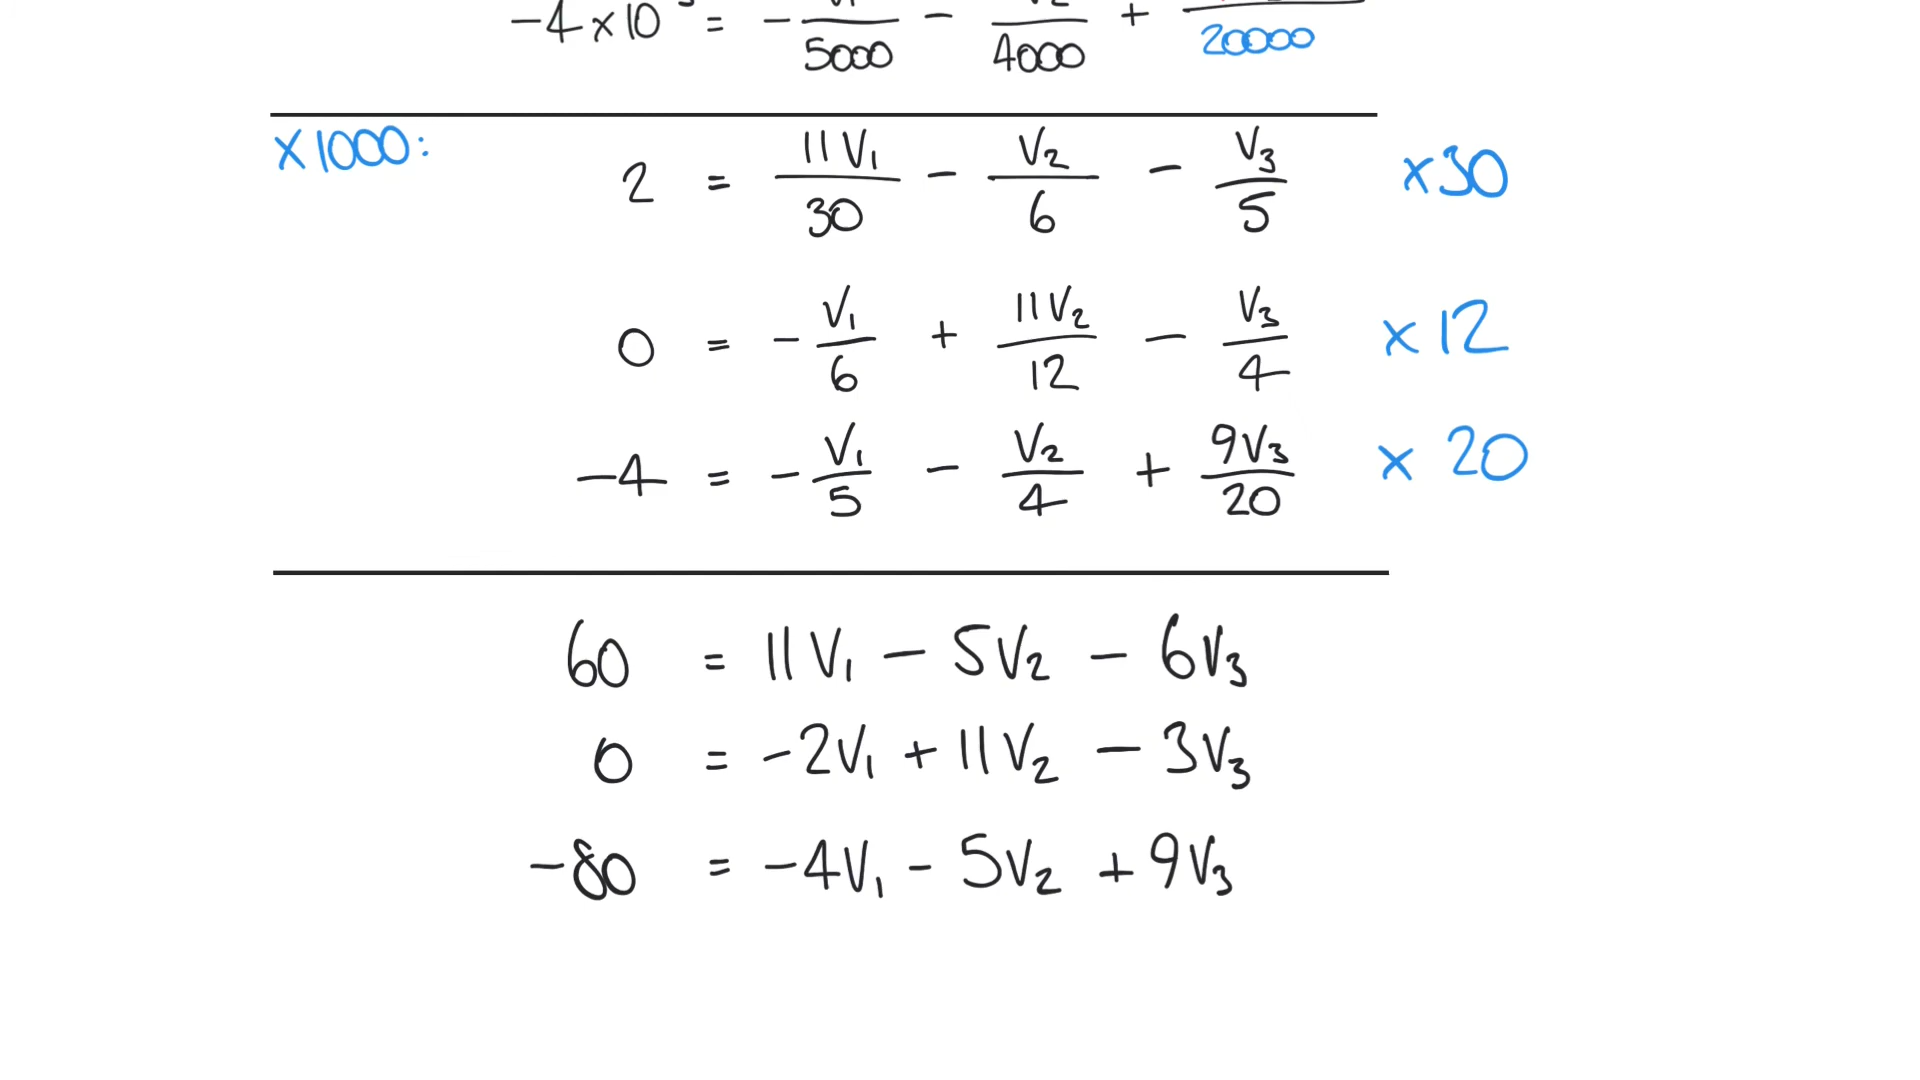 -4×10 = - /5000 - /4000 + /20000
×1000: 2 = 11V₁/30 - V₂/6 - V₃/5 ×30
0 = -V₁/6 + 11V₂/12 - V₃/4 ×12
-4 = -V₁/5 - V₂/4 + 9V₃/20 ×20
60 = 11V₁ - 5V₂ - 6V₃
0 = -2V₁ + 11V₂ - 3V₃
-80 = -4V₁ - 5V₂ + 9V₃